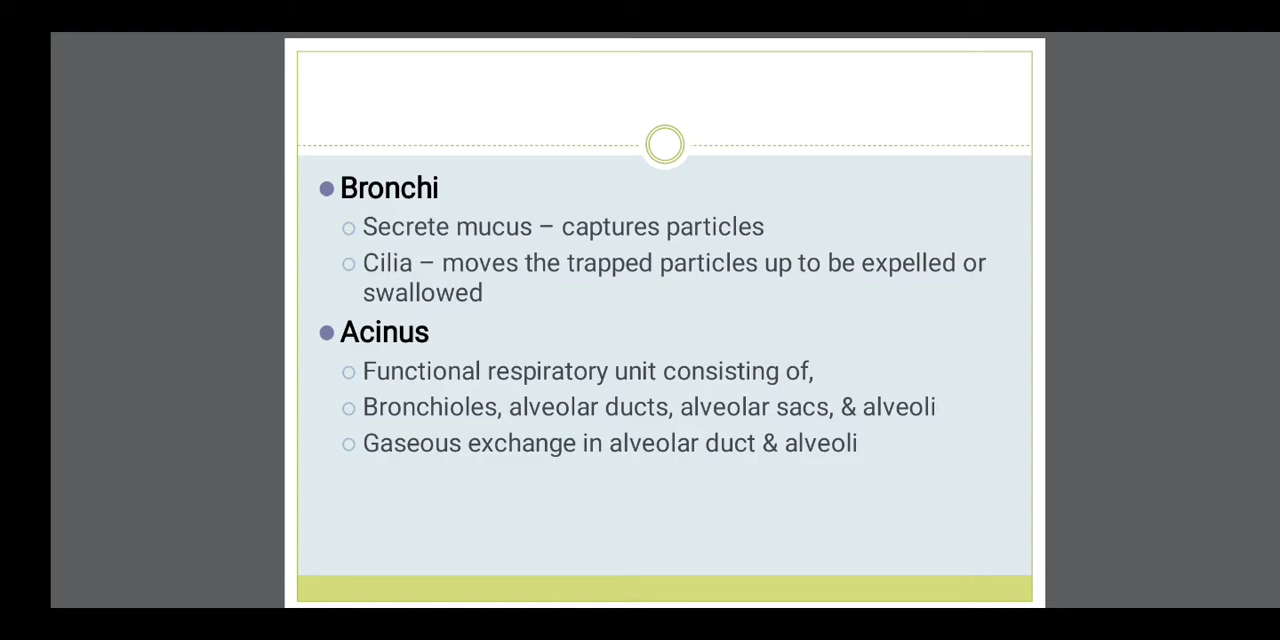 Bronchi
Secrete mucus – captures particles
Cilia – moves the trapped particles up to be expelled or
swallowed
Acinus
Functional respiratory unit consisting of,
Bronchioles, alveolar ducts, alveolar sacs, & alveoli
Gaseous exchange in alveolar duct & alveoli